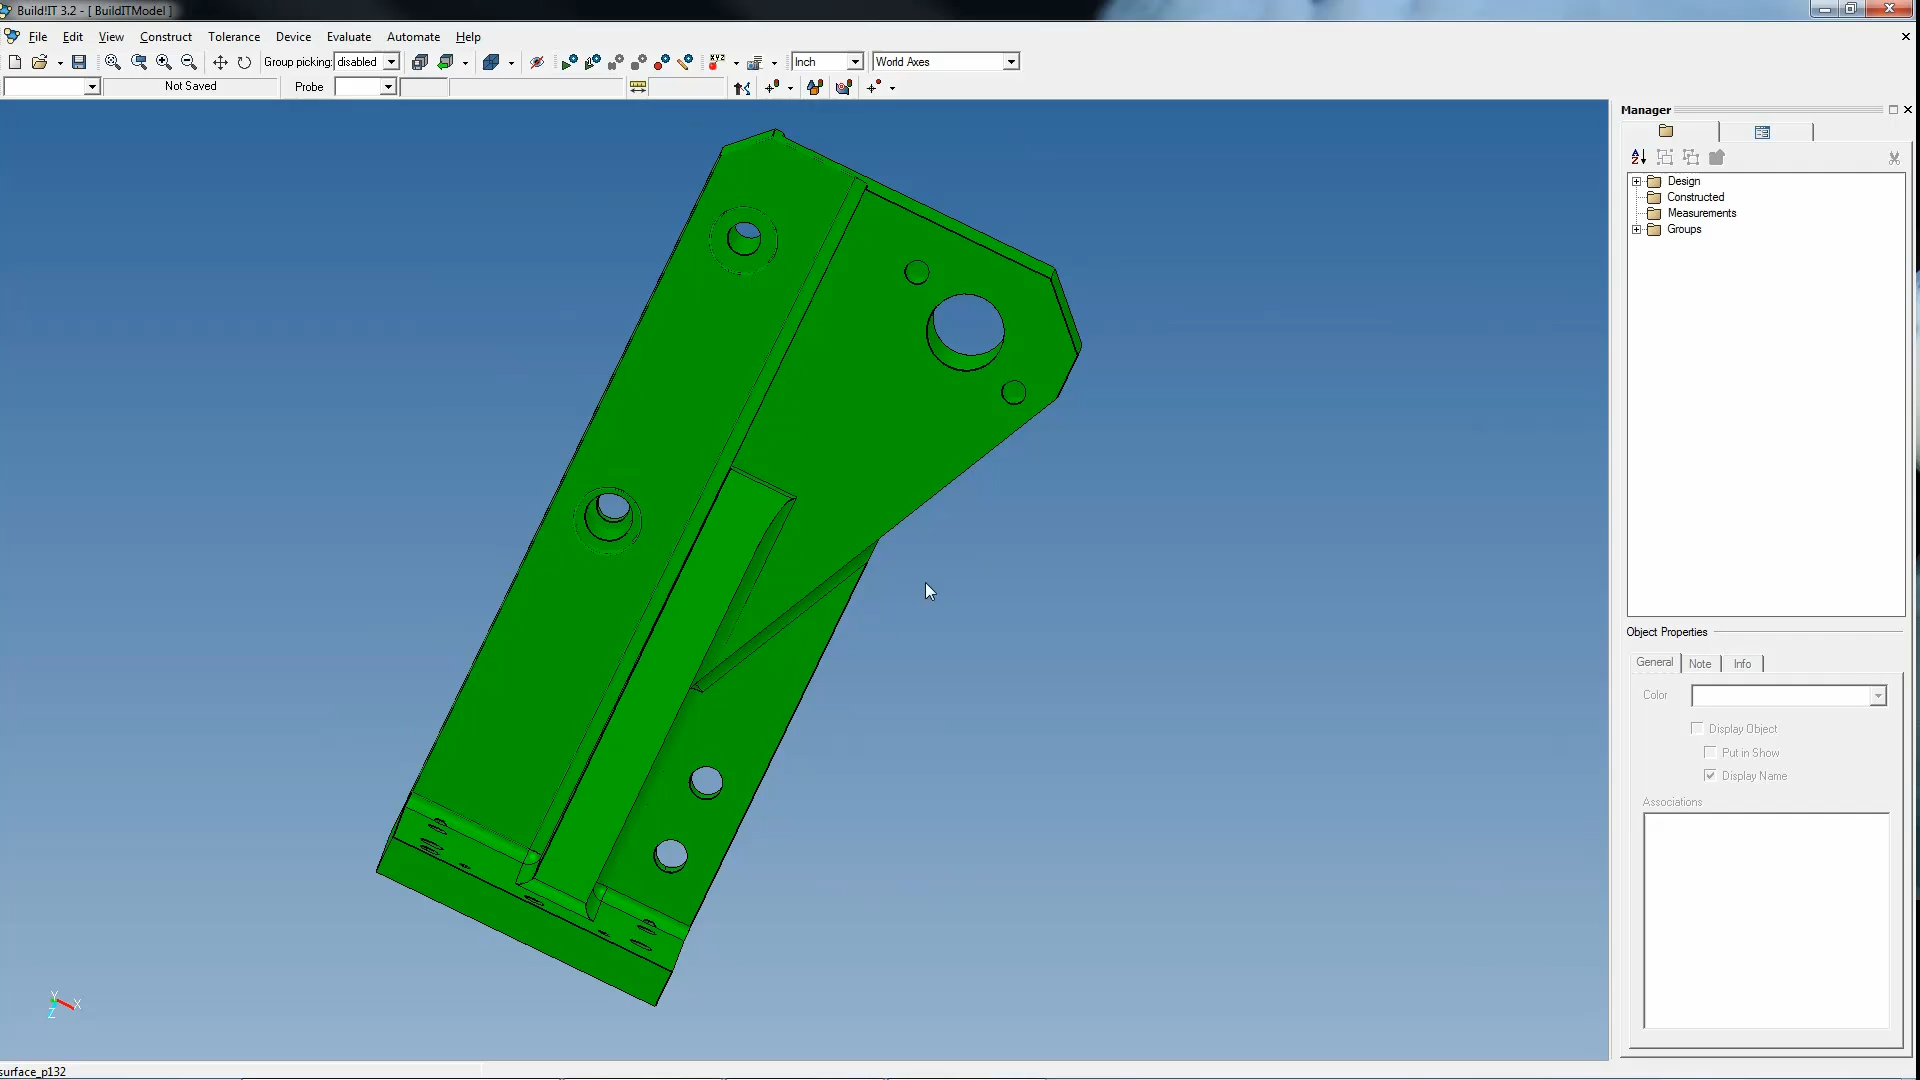 Build!IT 3.2 - [ BuildITModel ]
File Edit View Construct Tolerance Device Evaluate Automate Help
Group picking: disabled XYZ Inch World Axes
Not Saved Probe
Manager
A
Z
Design
Constructed
Measurements
Groups
Object Properties
General Note Info
Color
Display Object
Put in Show
Display Name
Associations
Y
X
Z
surface_p132